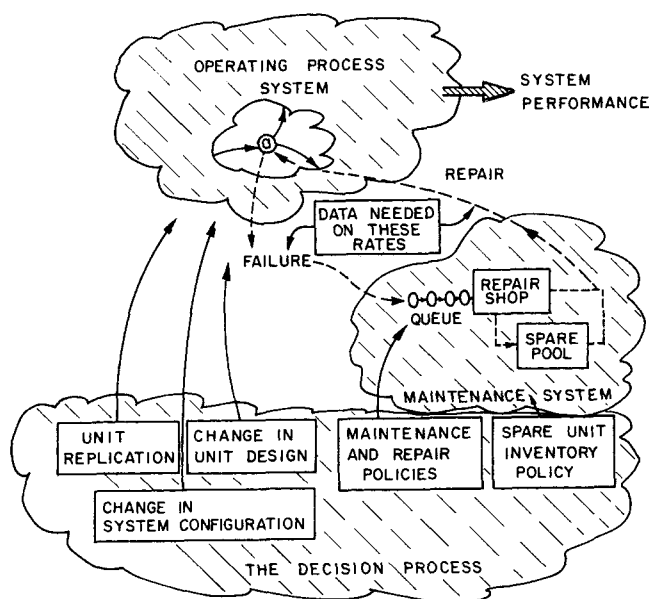 OPERATING PROCESS
SYSTEM
SYSTEM
PERFORMANCE
a
REPAIR
DATA NEEDED
ON THESE
RATES
FAILURE
REPAIR
SHOP
QUEUE
SPARE
POOL
MAINTENANCE SYSTEM
UNIT
REPLICATION
CHANGE IN
UNIT DESIGN
MAINTENANCE
AND REPAIR
POLICIES
SPARE UNIT
INVENTORY
POLICY
CHANGE IN
SYSTEM CONFIGURATION
THE DECISION PROCESS